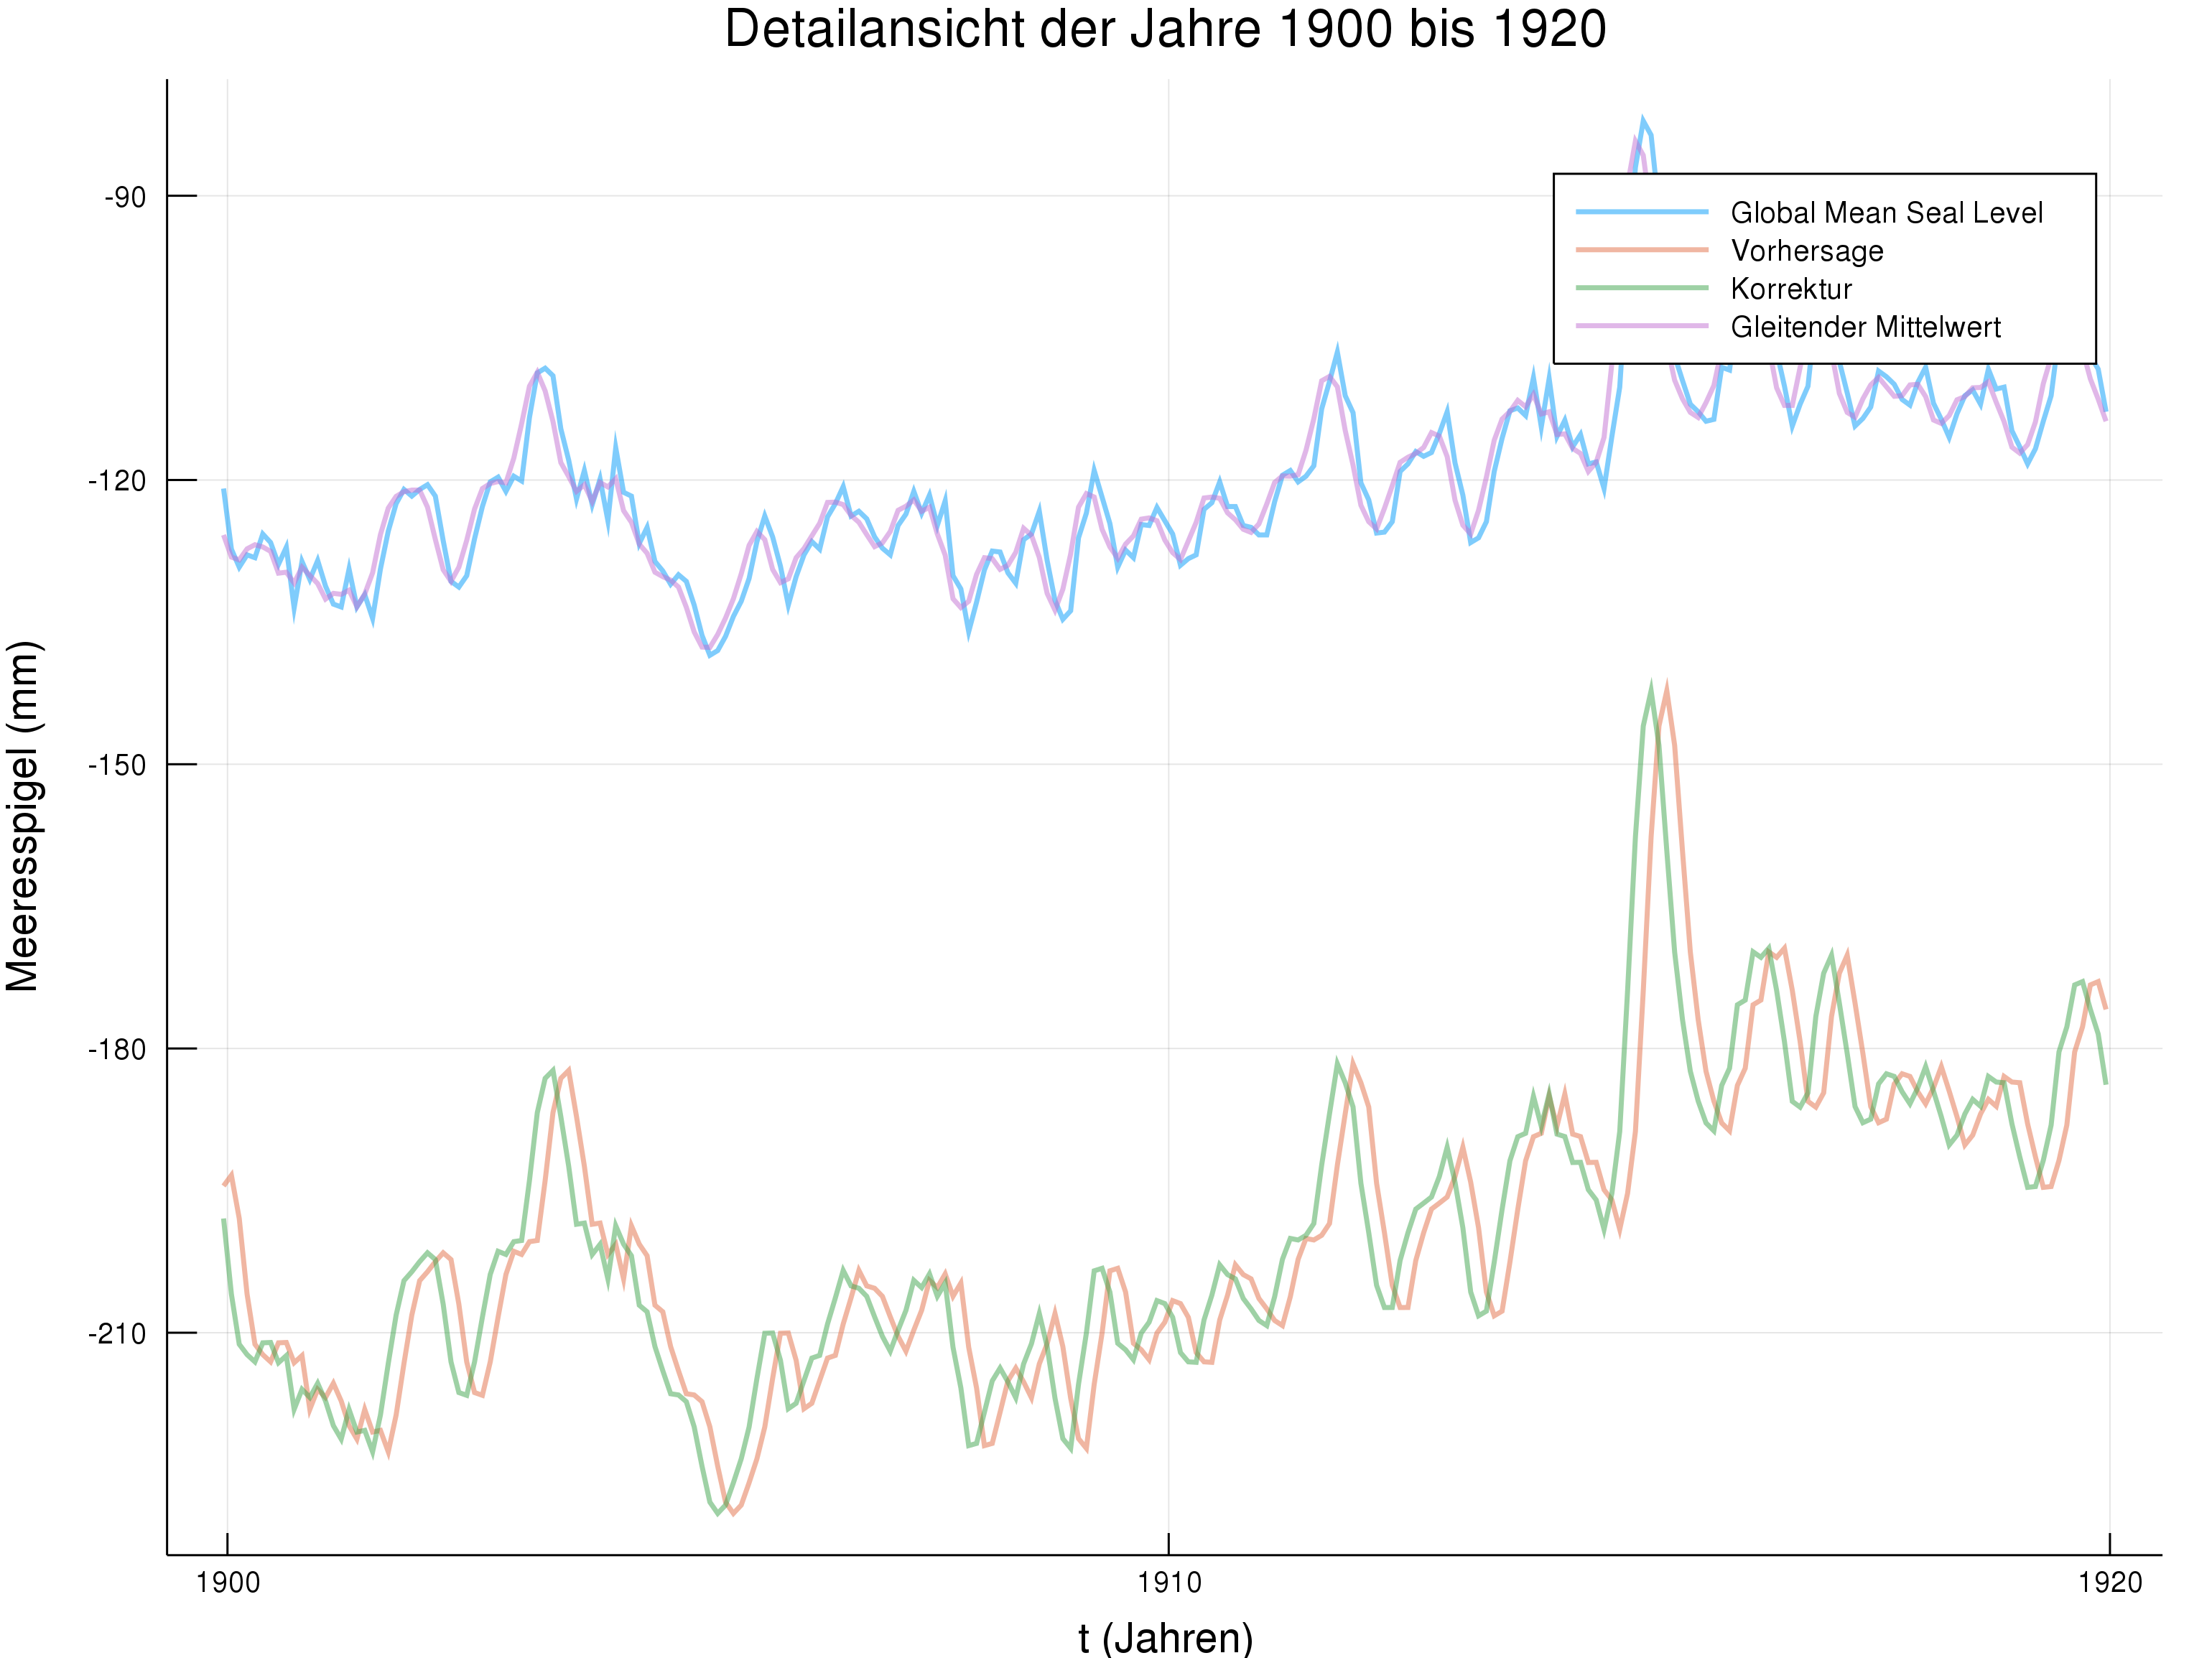 Detailansicht der Jahre 1900 bis 1920
Meeresspigel (mm)
-90
-120
-150
-180
-210
Global Mean Seal Level
Vorhersage
Korrektur
Gleitender Mittelwert
1900
1910
1920
t (Jahren)